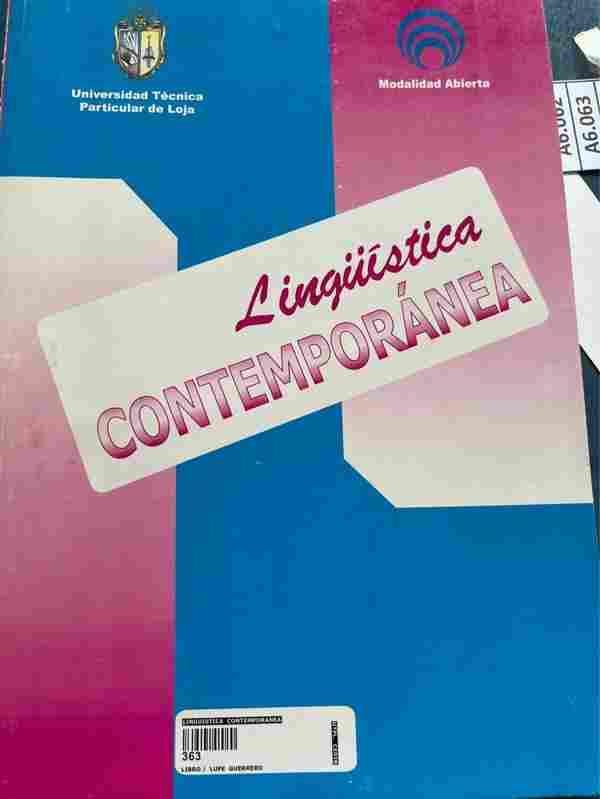 Universidad Técnica
Particular de Loja
Modalidad Abierta
A6.062
A6.063
Lingüística
CONTEMPORÁNEA
LINGUISTICA CONTEMPORANEA
363
LIBRO / LUPE GUERRERO